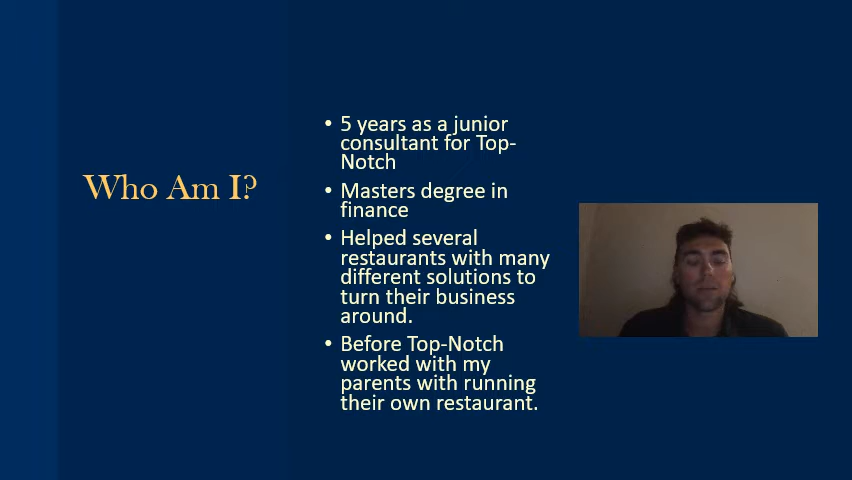 Who Am I?
• 5 years as a junior
consultant for Top-
Notch
• Masters degree in
finance
• Helped several
restaurants with many
different solutions to
turn their business
around.
• Before Top-Notch
worked with my
parents with running
their own restaurant.